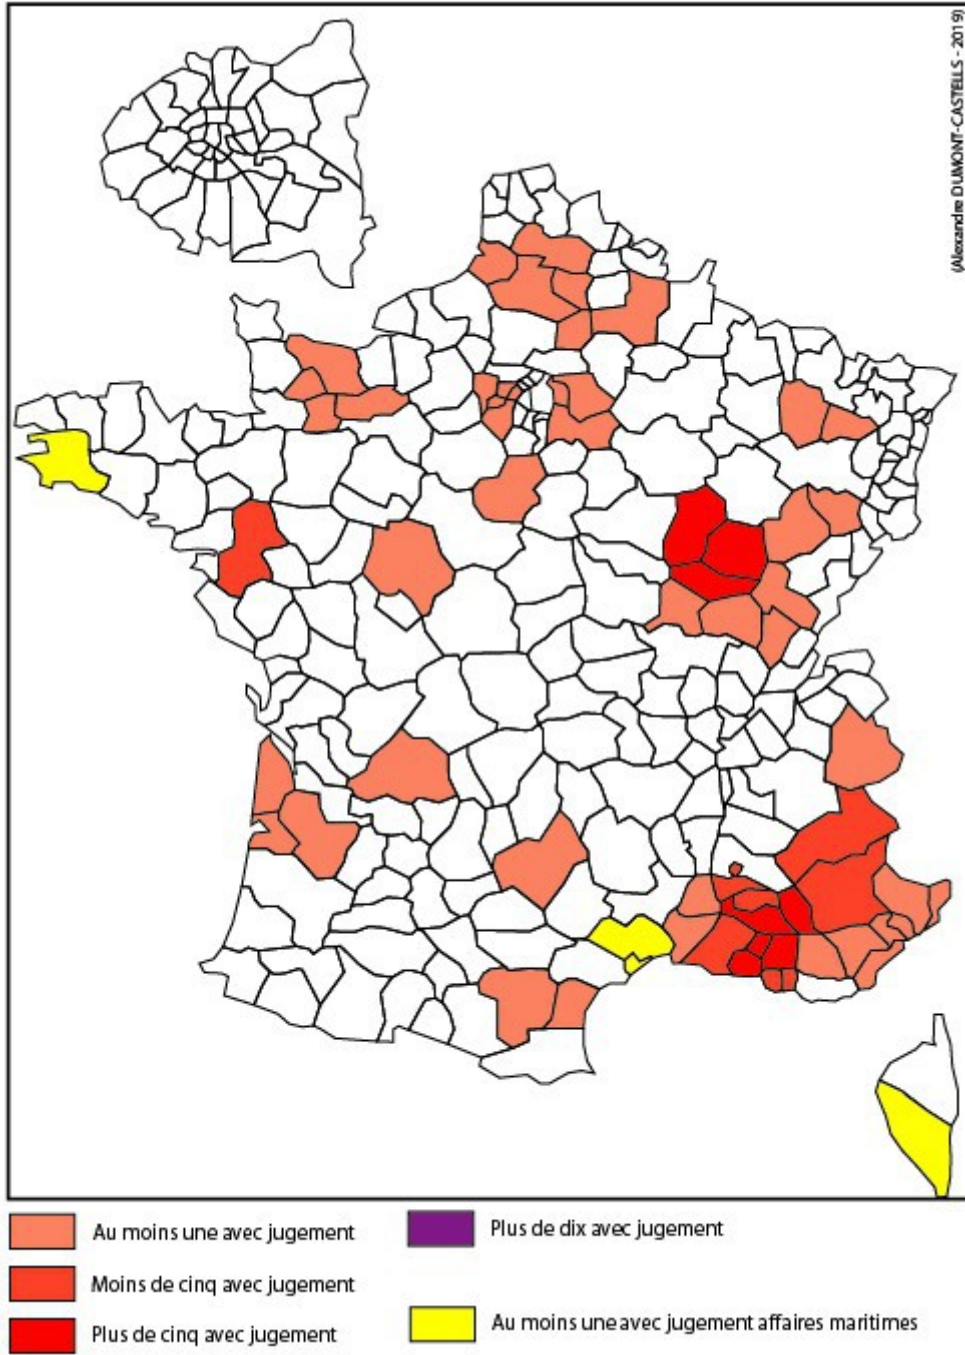 (Alexandre DUMONT-CASTELLS - 2019)
Au moins une avec jugement
Moins de cinq avec jugement
Plus de cinq avec jugement
Plus de dix avec jugement
Au moins une avec jugement affaires maritimes